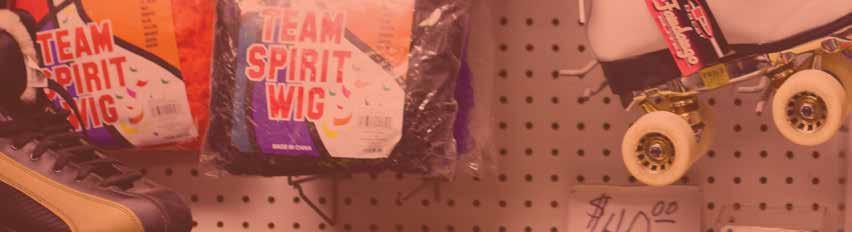 TEAM
SPIRIT
WIG
TEAM
SPIRIT
WIG
MADE IN CHINA
$40.00